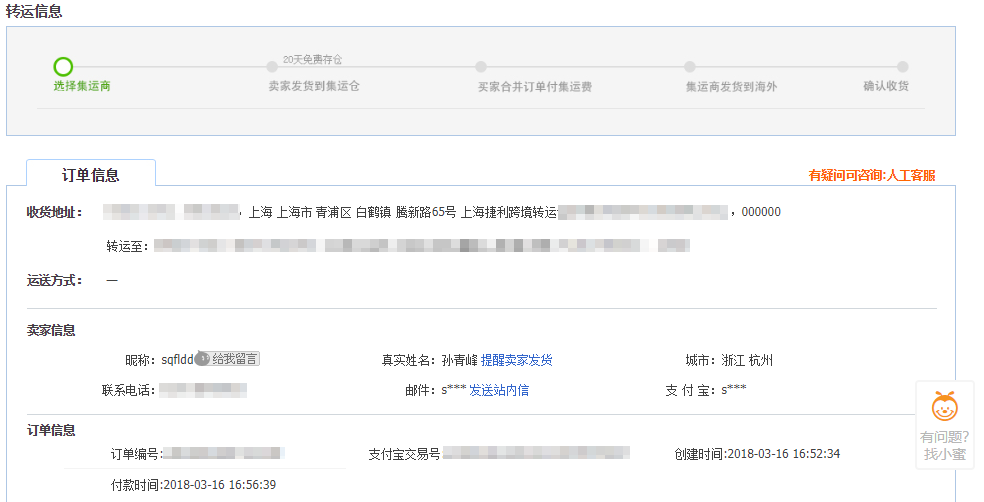 转运信息
20天免费存仓
选择集运商 卖家发货到集运仓 买家合并订单付集运费 集运商发货到海外 确认收货
订单信息
有疑问可咨询:人工客服
收货地址： ，上海 上海市 青浦区 白鹤镇 腾新路65号 上海捷利跨境转运 ，000000
转运至：
运送方式： —
卖家信息
昵称：sqfldd 给我留言 真实姓名：孙青峰 提醒卖家发货 城市：浙江 杭州
联系电话： 邮件：s*** 发送站内信 支 付 宝：s***
订单信息
订单编号: 支付宝交易号 创建时间:2018-03-16 16:52:34
付款时间:2018-03-16 16:56:39
有问题?
找小蜜